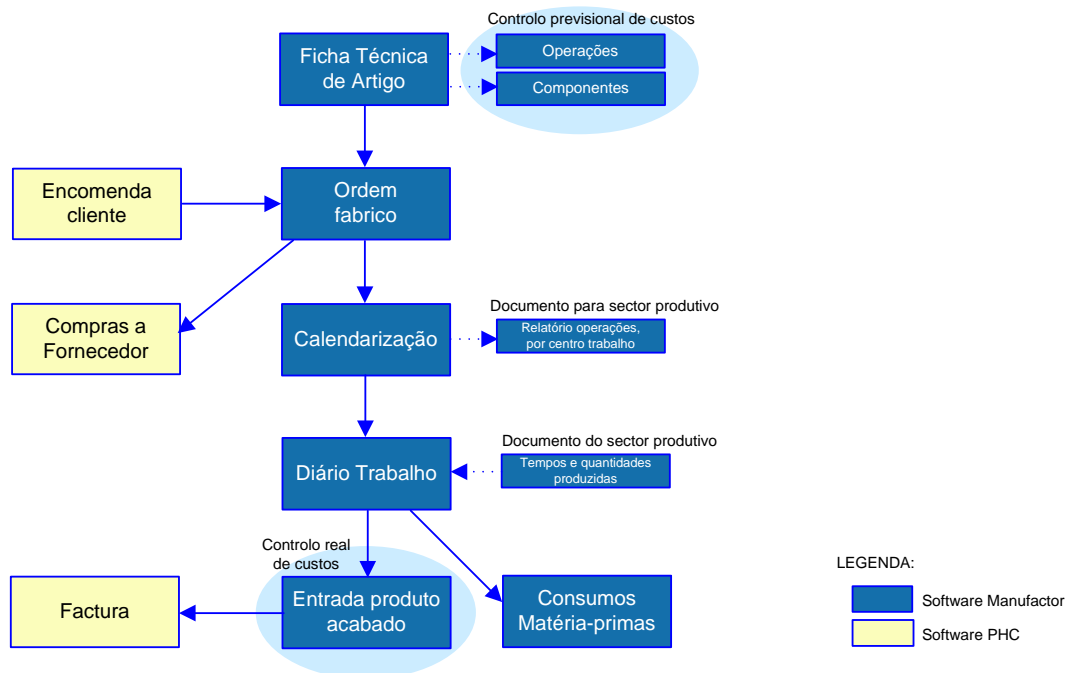 Controlo previsional de custos
Ficha Técnica
de Artigo
Operações
Componentes
Encomenda
cliente
Ordem
fabrico
Compras a
Fornecedor
Calendarização
Documento para sector produtivo
Relatório operações,
por centro trabalho
Diário Trabalho
Documento do sector produtivo
Tempos e quantidades
produzidas
Controlo real
de custos
Factura
Entrada produto
acabado
Consumos
Matéria-primas
LEGENDA:
Software Manufactor
Software PHC